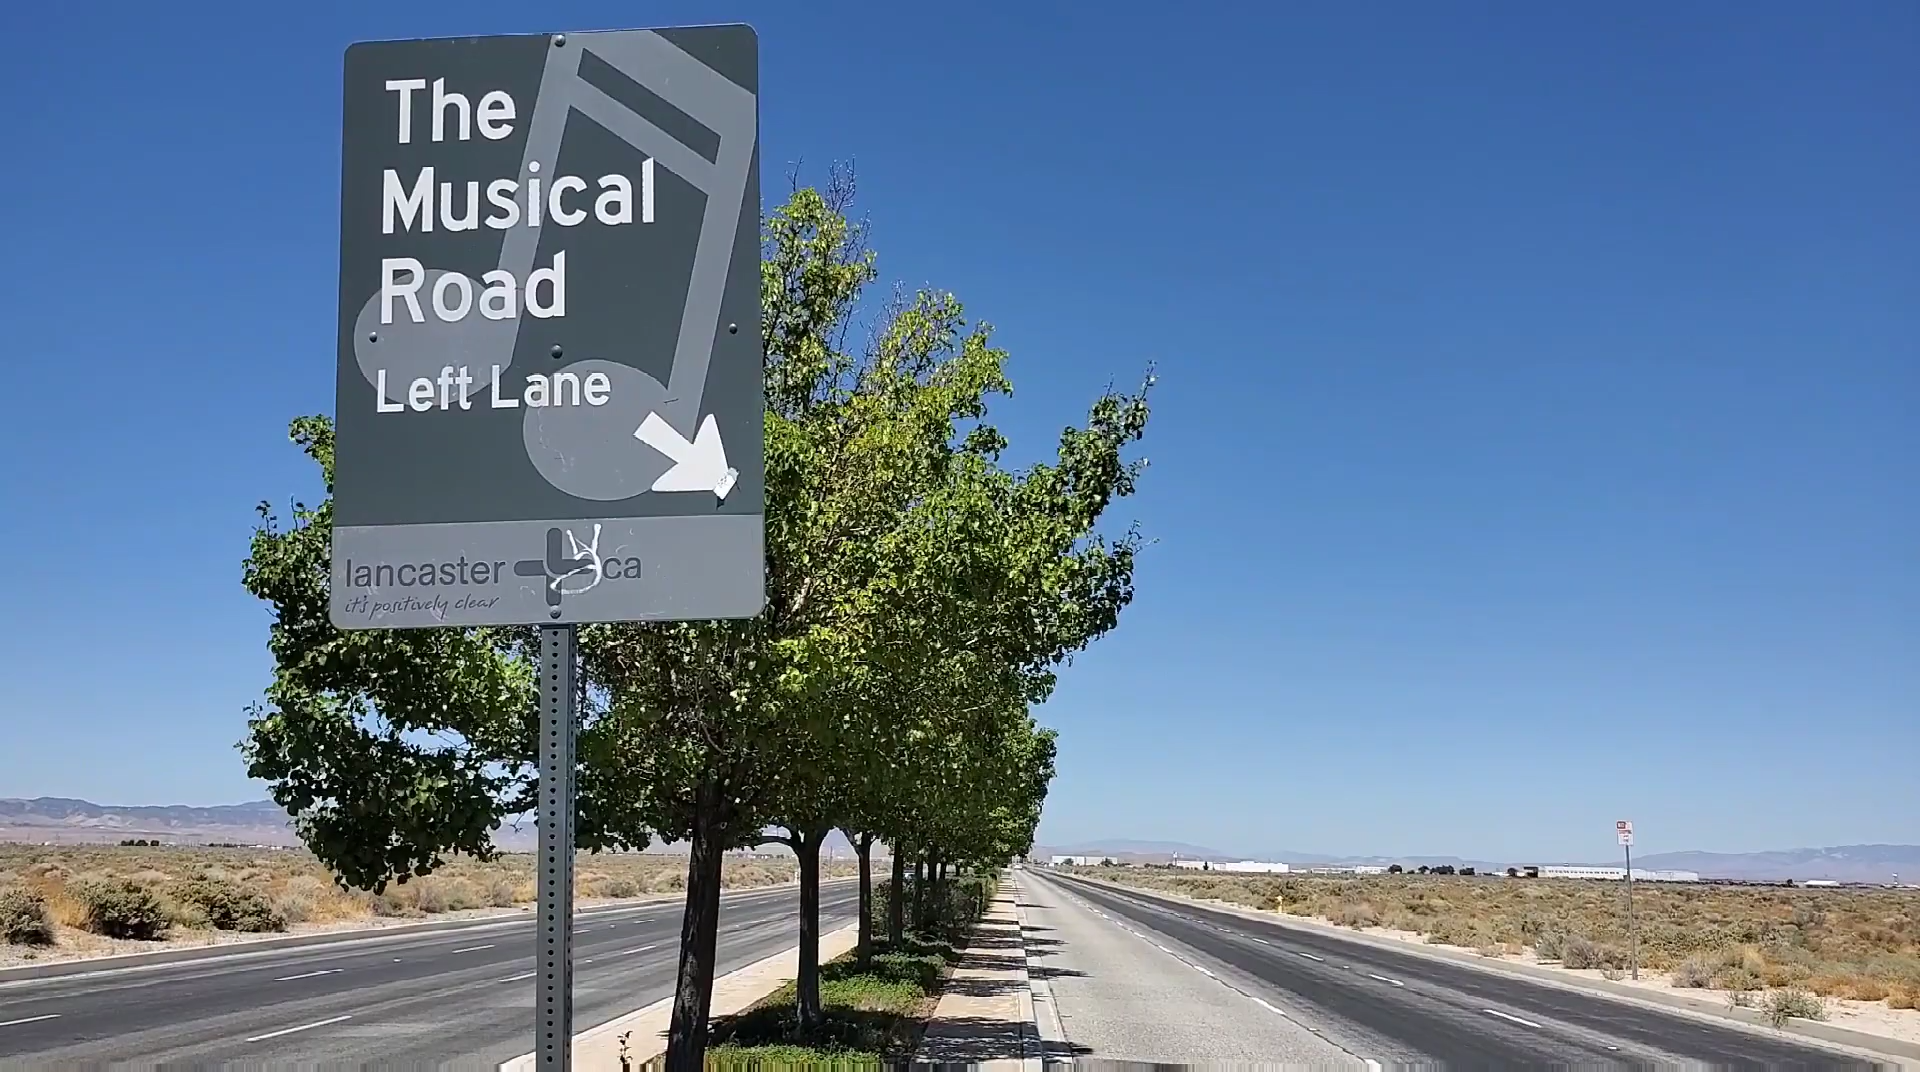 The
Musical
Road
Left Lane
lancaster ca
it's positively clear